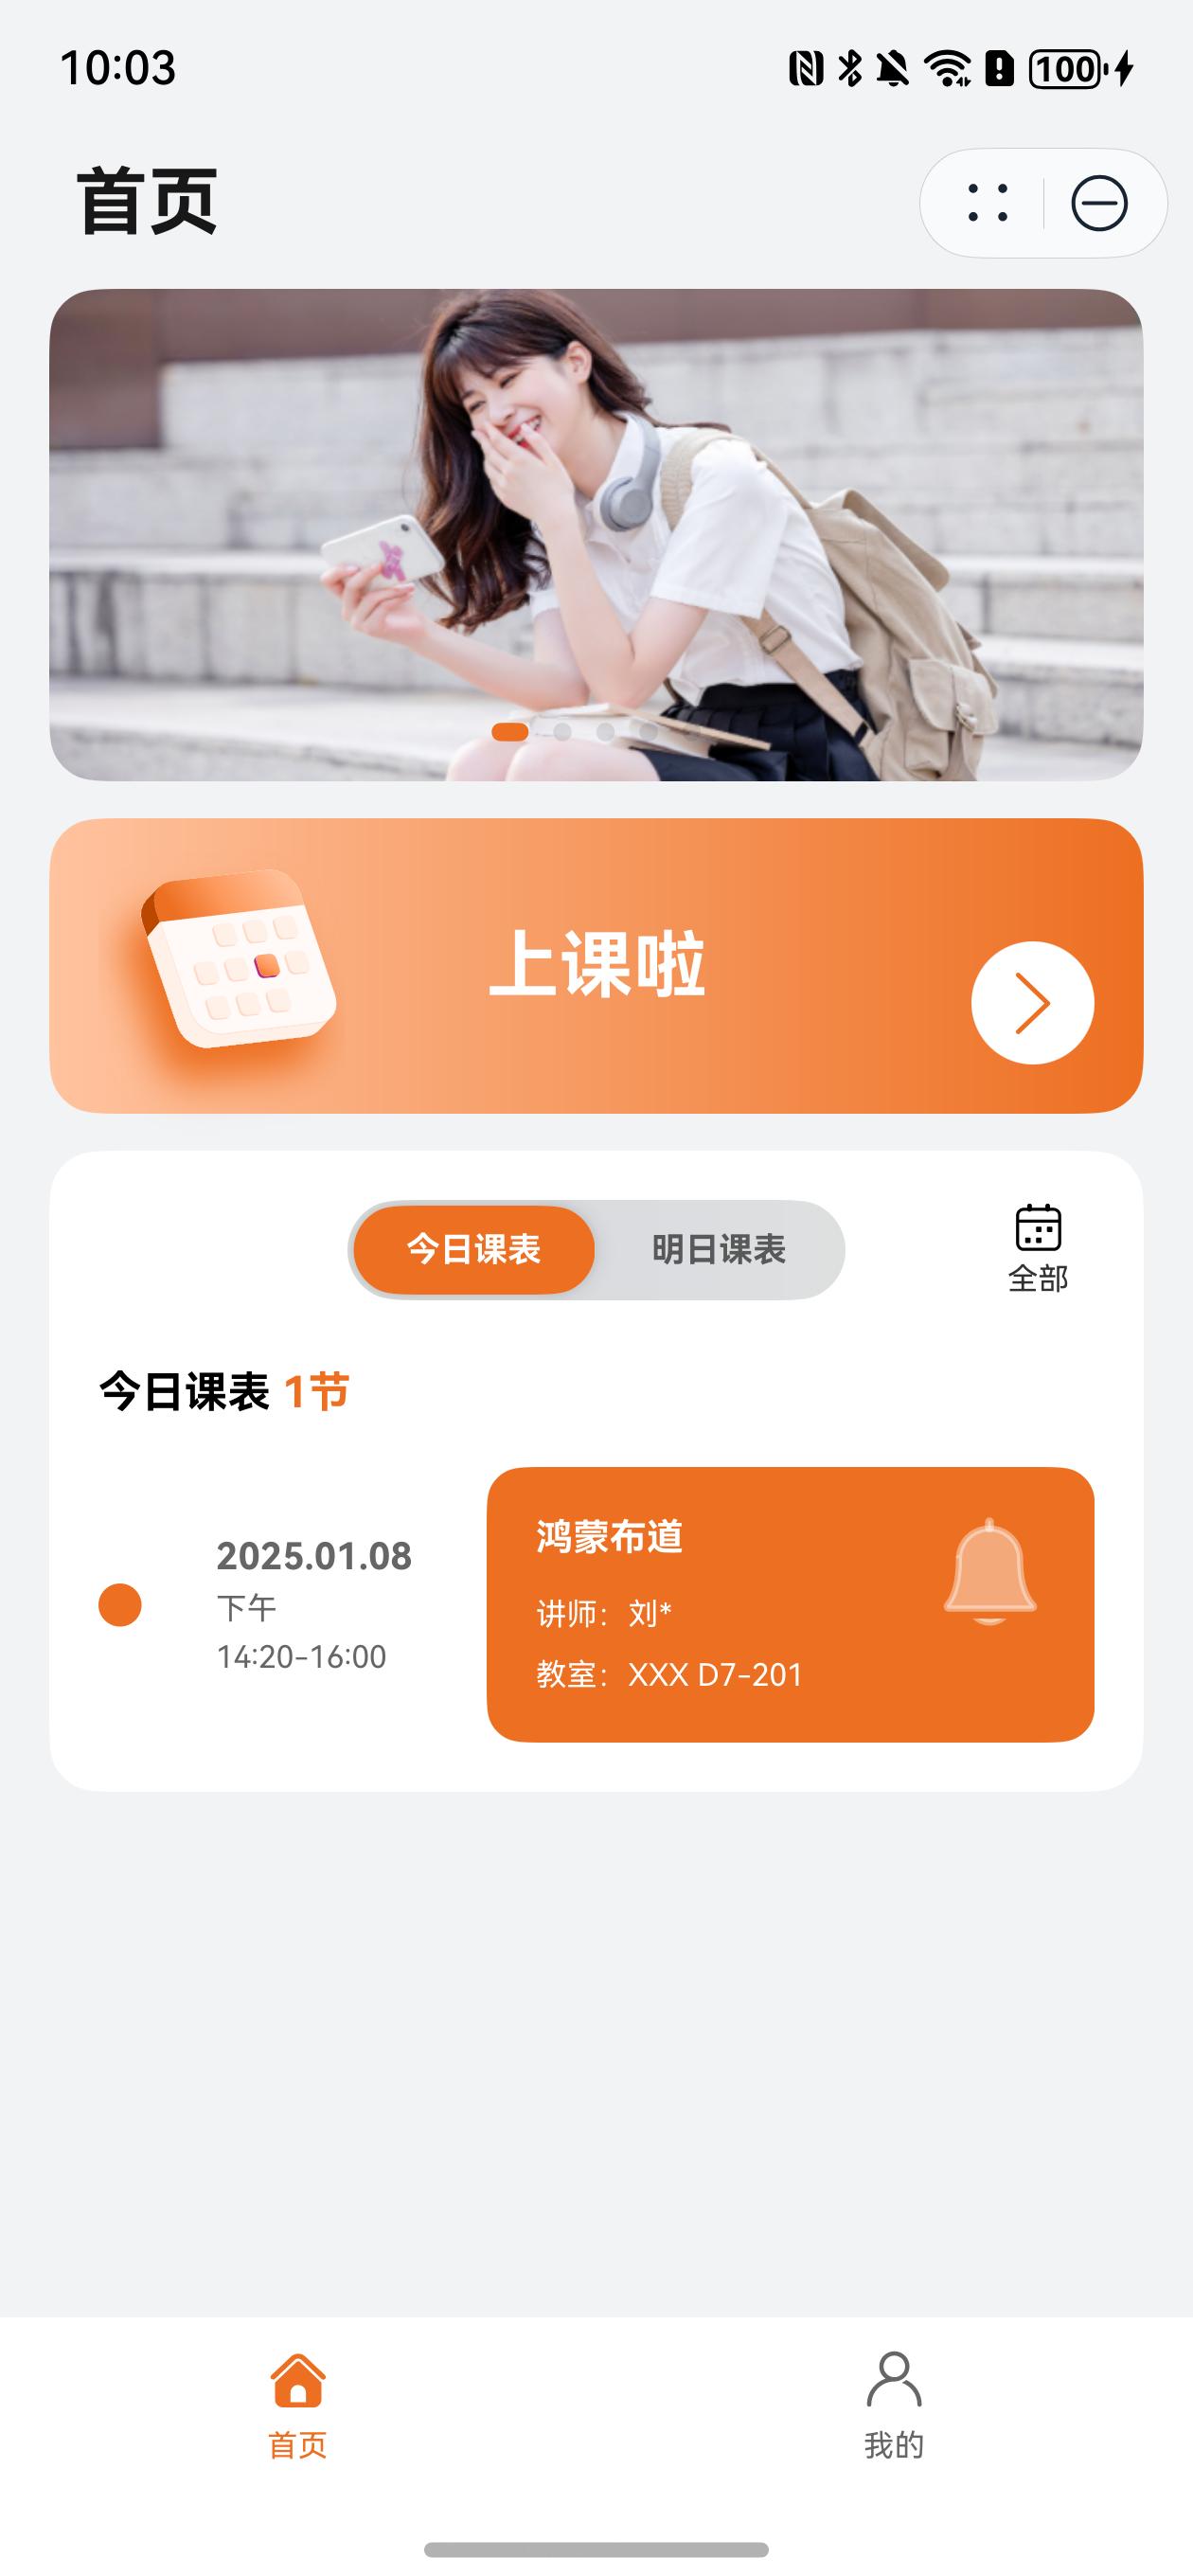 10:03
100
首页
上课啦
今日课表
明日课表
全部
今日课表 1节
2025.01.08
下午
14:20-16:00
鸿蒙布道
讲师：刘*
教室：XXX D7-201
首页
我的